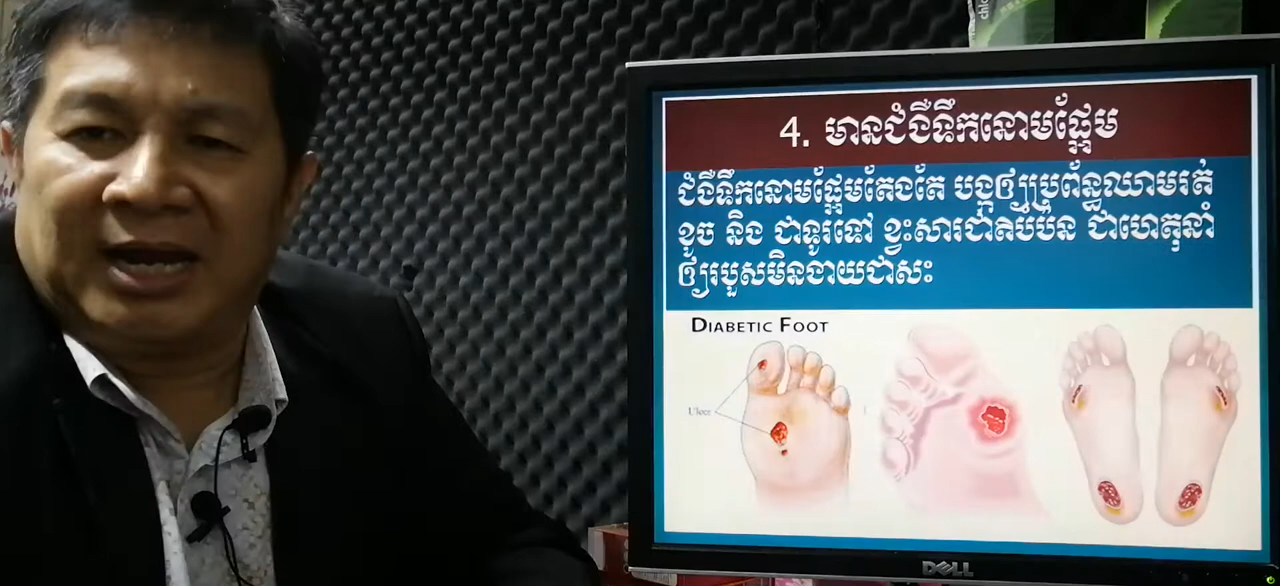 4. មានជំងឺទឹកនោមផ្អែម
ជំងឺទឹកនោមផ្អែមតែងតែ បង្កឲ្យប្រព័ន្ធឈាមរត់
ខូច និង ជាទូរទៅ ខ្វះសារជាតិបំប៉ន ជាហេតុនាំ
ឲ្យរបួសមិនងាយជាសះ
DIABETIC FOOT
Ulcer
DELL